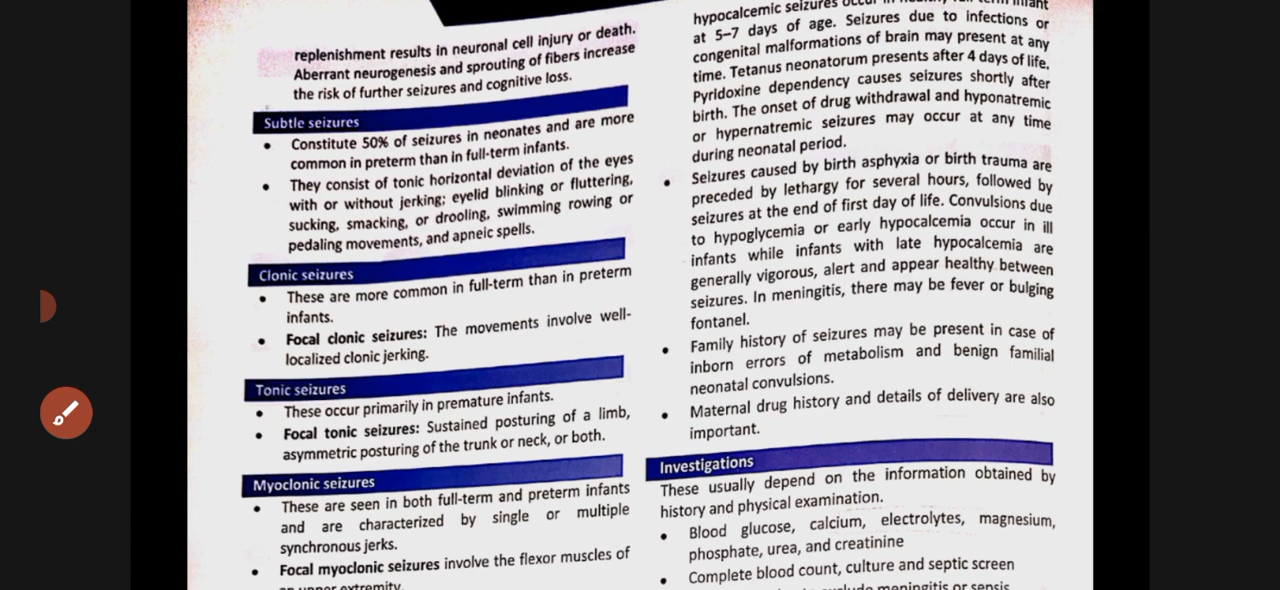 replenishment results in neuronal cell injury or death.
Aberrant neurogenesis and sprouting of fibers increase
the risk of further seizures and cognitive loss.
Subtle seizures
• Constitute 50% of seizures in neonates and are more
common in preterm than in full-term infants.
• They consist of tonic horizontal deviation of the eyes
with or without jerking; eyelid blinking or fluttering,
sucking, smacking, or drooling, swimming rowing or
pedaling movements, and apneic spells.
Clonic seizures
• These are more common in full-term than in preterm
infants.
• Focal clonic seizures: The movements involve well-
localized clonic jerking.
Tonic seizures
• These occur primarily in premature infants.
• Focal tonic seizures: Sustained posturing of a limb,
asymmetric posturing of the trunk or neck, or both.
Myoclonic seizures
• These are seen in both full-term and preterm infants
and are characterized by single or multiple
synchronous jerks.
• Focal myoclonic seizures involve the flexor muscles of
an upper extremity.
hypocalcemic seizures occur in healthy full term infant
at 5–7 days of age. Seizures due to infections or
congenital malformations of brain may present at any
time. Tetanus neonatorum presents after 4 days of life.
Pyridoxine dependency causes seizures shortly after
birth. The onset of drug withdrawal and hyponatremic
or hypernatremic seizures may occur at any time
during neonatal period.
• Seizures caused by birth asphyxia or birth trauma are
preceded by lethargy for several hours, followed by
seizures at the end of first day of life. Convulsions due
to hypoglycemia or early hypocalcemia occur in ill
infants while infants with late hypocalcemia are
generally vigorous, alert and appear healthy between
seizures. In meningitis, there may be fever or bulging
fontanel.
• Family history of seizures may be present in case of
inborn errors of metabolism and benign familial
neonatal convulsions.
• Maternal drug history and details of delivery are also
important.
Investigations
These usually depend on the information obtained by
history and physical examination.
• Blood glucose, calcium, electrolytes, magnesium,
phosphate, urea, and creatinine
• Complete blood count, culture and septic screen
exclude meningitis or sepsis